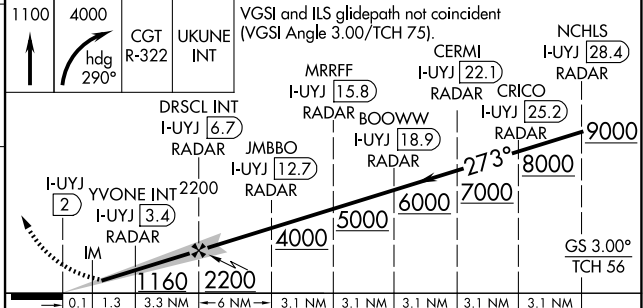 1100
4000
hdg
290°
CGT
R-322
UKUNE
INT
VGSI and ILS glidepath not coincident
(VGSI Angle 3.00/TCH 75).
NCHLS
I-UYJ 28.4
RADAR
CERMI
I-UYJ 22.1
RADAR
CRICO
I-UYJ 25.2
RADAR
MRRFF
I-UYJ 15.8
RADAR
BOOWW
I-UYJ 18.9
RADAR
DRSCL INT
I-UYJ 6.7
RADAR
JMBBO
I-UYJ 12.7
RADAR
I-UYJ
2
YVONE INT
I-UYJ 3.4
RADAR
2200
IM
273°
9000
8000
7000
6000
5000
4000
2200
1160
GS 3.00°
TCH 56
0.1 1.3 3.3 NM 6 NM 3.1 NM 3.1 NM 3.1 NM 3.1 NM 3.1 NM